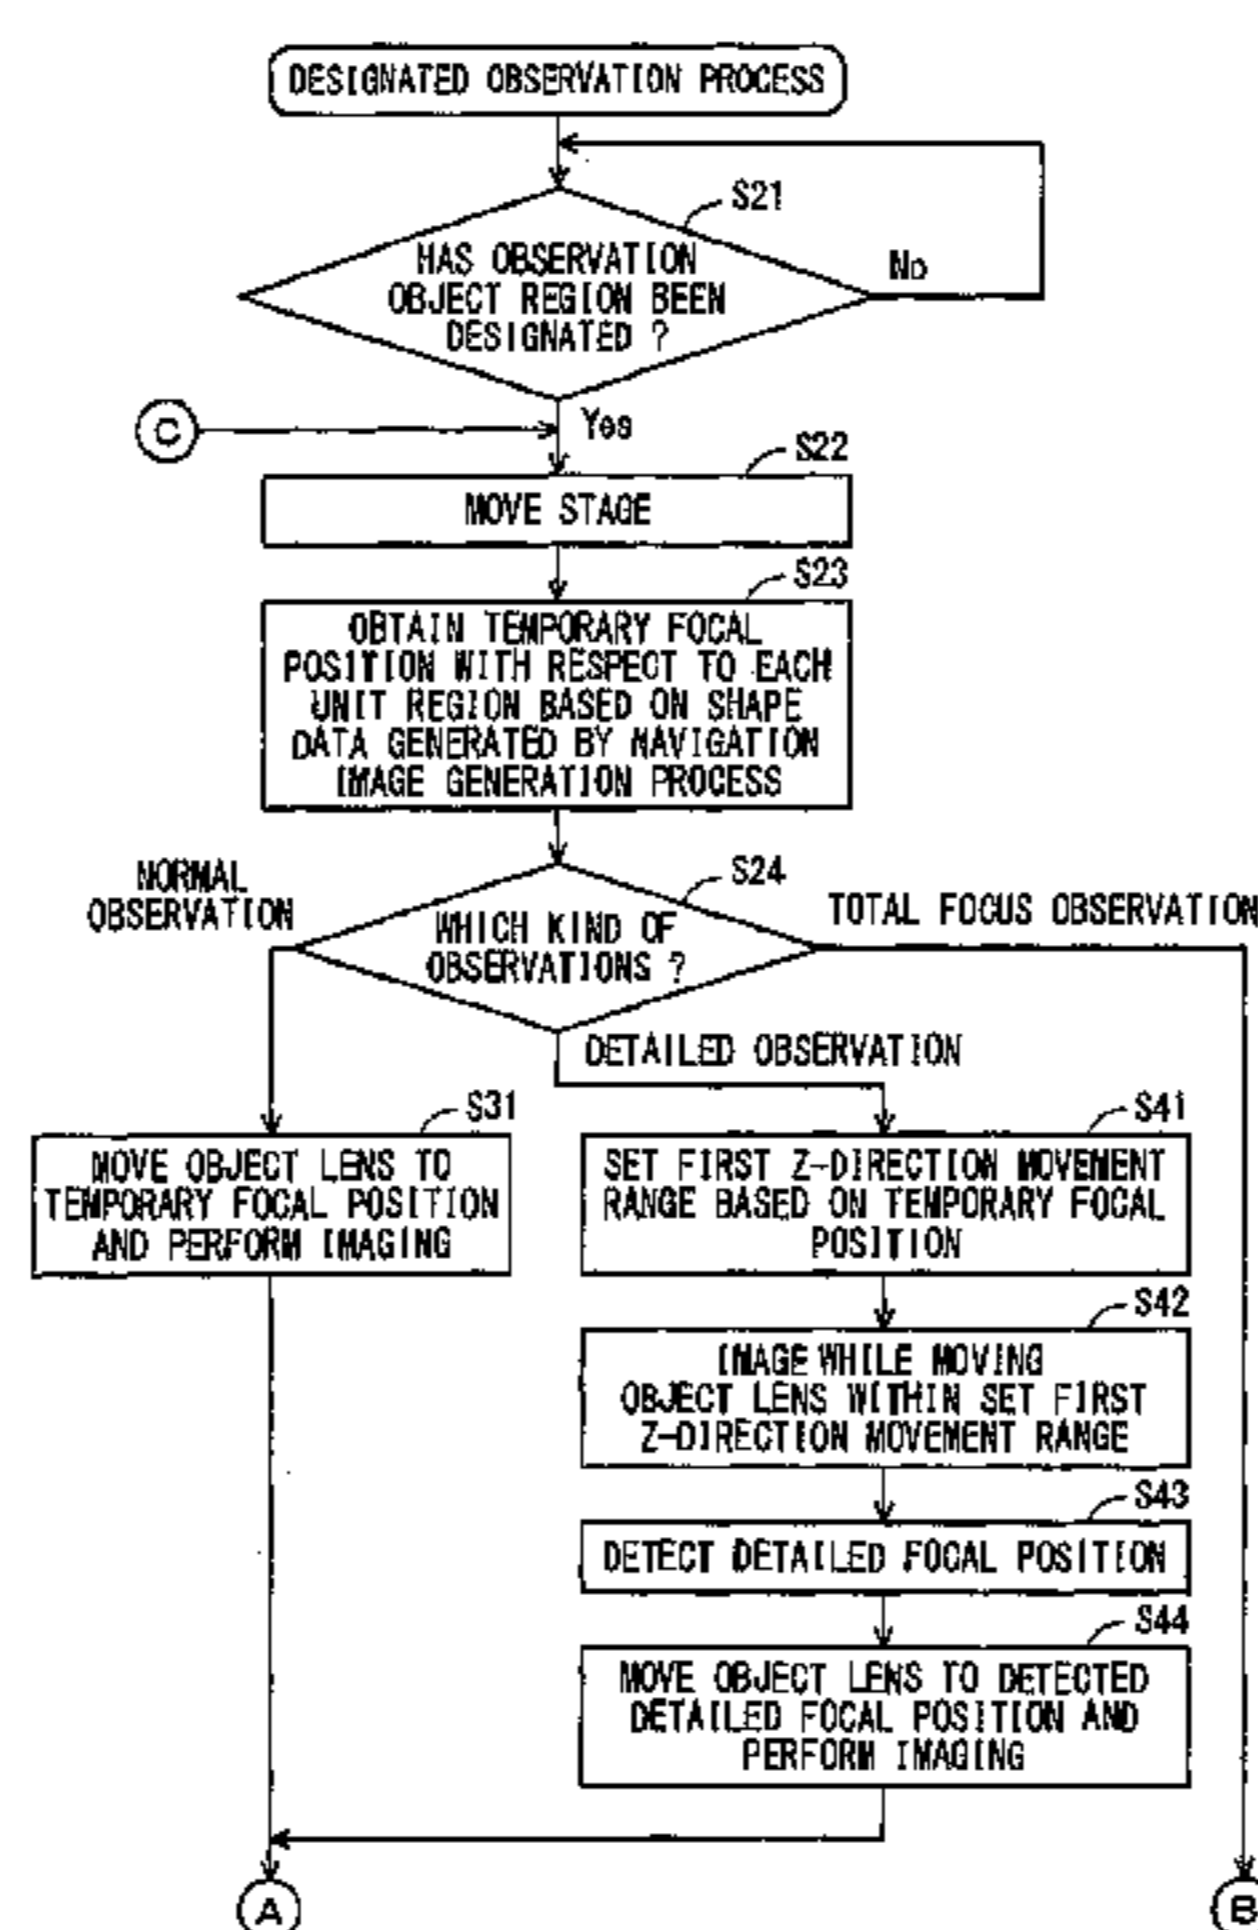 DESIGNATED OBSERVATION PROCESS
S21
HAS OBSERVATION
OBJECT REGION BEEN
DESIGNATED ?
No
C
Yes
S22
MOVE STAGE
S23
OBTAIN TEMPORARY FOCAL
POSITION WITH RESPECT TO EACH
UNIT REGION BASED ON SHAPE
DATA GENERATED BY NAVIGATION
IMAGE GENERATION PROCESS
S24
WHICH KIND OF
OBSERVATIONS ?
NORMAL
OBSERVATION
TOTAL FOCUS OBSERVATION
DETAILED OBSERVATION
S31
MOVE OBJECT LENS TO
TEMPORARY FOCAL POSITION
AND PERFORM IMAGING
S41
SET FIRST Z-DIRECTION MOVEMENT
RANGE BASED ON TEMPORARY FOCAL
POSITION
S42
IMAGE WHILE MOVING
OBJECT LENS WITHIN SET FIRST
Z-DIRECTION MOVEMENT RANGE
S43
DETECT DETAILED FOCAL POSITION
S44
MOVE OBJECT LENS TO DETECTED
DETAILED FOCAL POSITION AND
PERFORM IMAGING
A
B